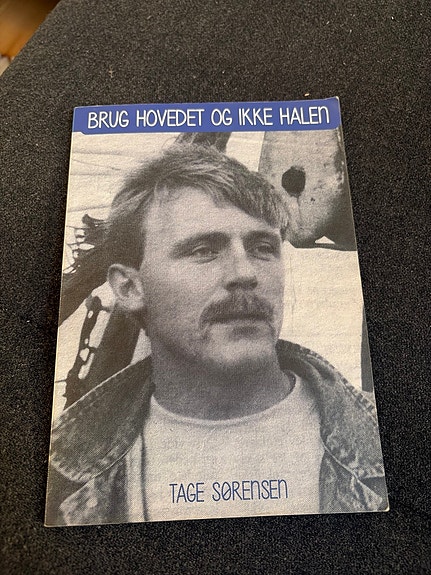 BRUG HOVEDET OG IKKE HALEN
TAGE SØRENSEN